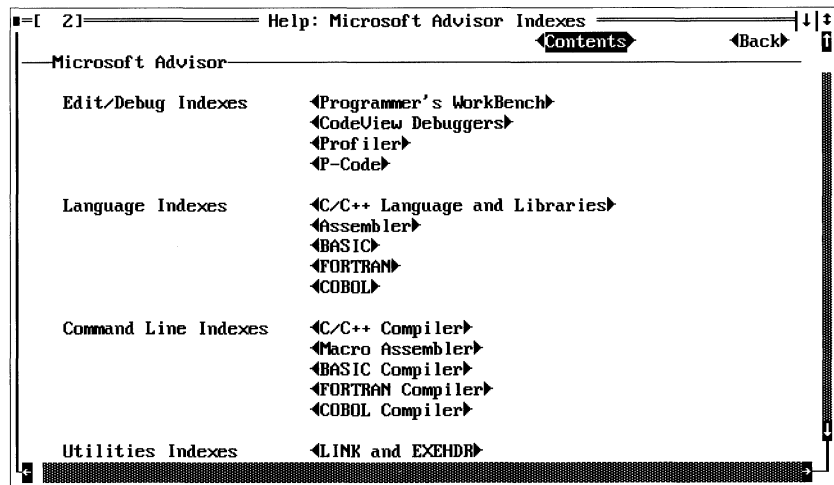 [ 2] Help: Microsoft Advisor Indexes
◄Contents► ◄Back►
Microsoft Advisor
Edit/Debug Indexes ◄Programmer's WorkBench►
◄CodeView Debuggers►
◄Profiler►
◄P-Code►
Language Indexes ◄C/C++ Language and Libraries►
◄Assembler►
◄BASIC►
◄FORTRAN►
◄COBOL►
Command Line Indexes ◄C/C++ Compiler►
◄Macro Assembler►
◄BASIC Compiler►
◄FORTRAN Compiler►
◄COBOL Compiler►
Utilities Indexes ◄LINK and EXEHDR►